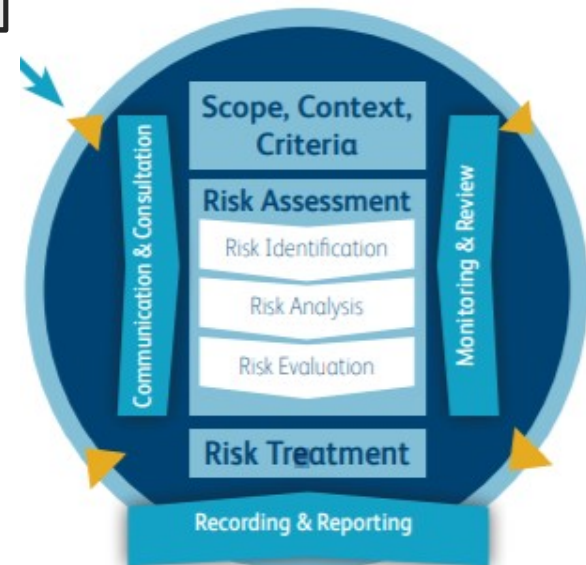 Scope, Context,
Criteria
Communication & Consultation
Risk Assessment
Risk Identification
Risk Analysis
Risk Evaluation
Monitoring & Review
Risk Treatment
Recording & Reporting